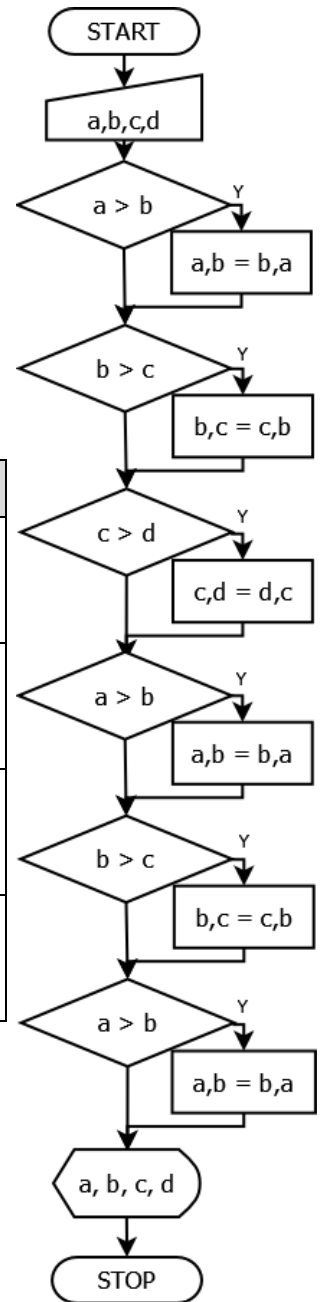 START
a,b,c,d
a > b
Y
a,b = b,a
b > c
Y
b,c = c,b
c > d
Y
c,d = d,c
a > b
Y
a,b = b,a
b > c
Y
b,c = c,b
a > b
Y
a,b = b,a
a, b, c, d
STOP